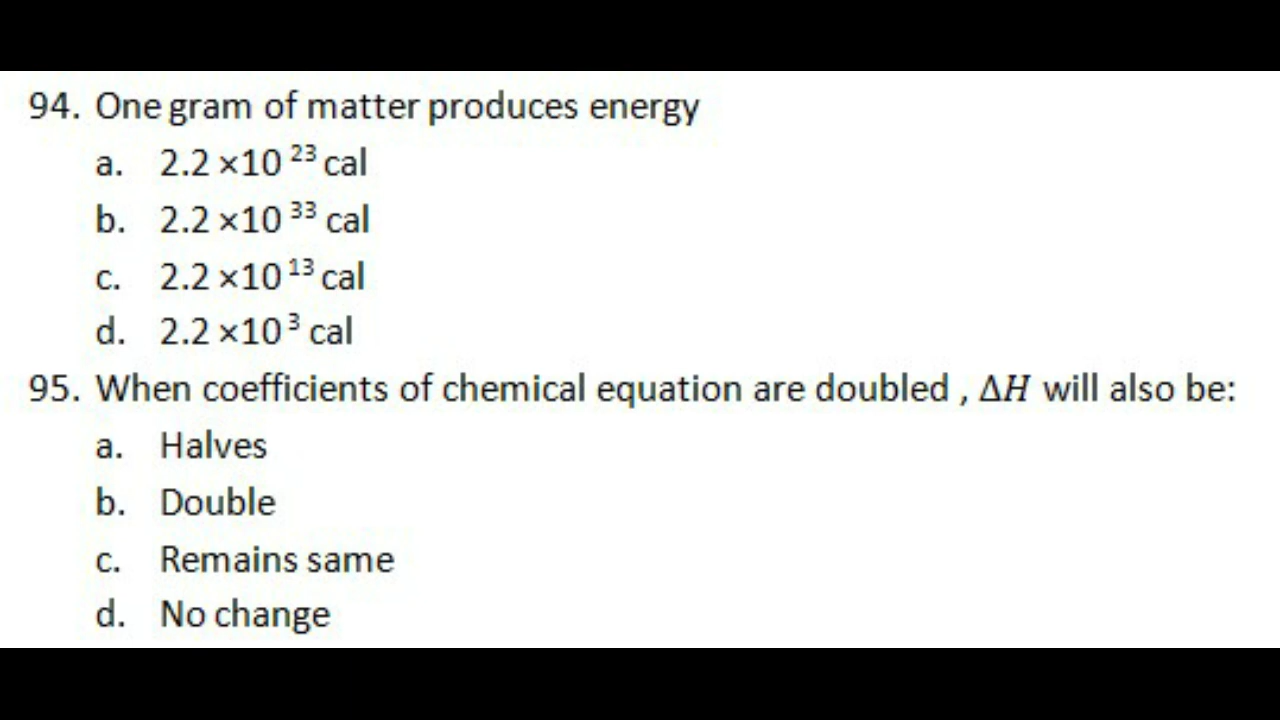 94. One gram of matter produces energy
a. 2.2 ×10 ²³ cal
b. 2.2 ×10 ³³ cal
c. 2.2 ×10 ¹³ cal
d. 2.2 ×10 ³ cal
95. When coefficients of chemical equation are doubled , ΔH will also be:
a. Halves
b. Double
c. Remains same
d. No change